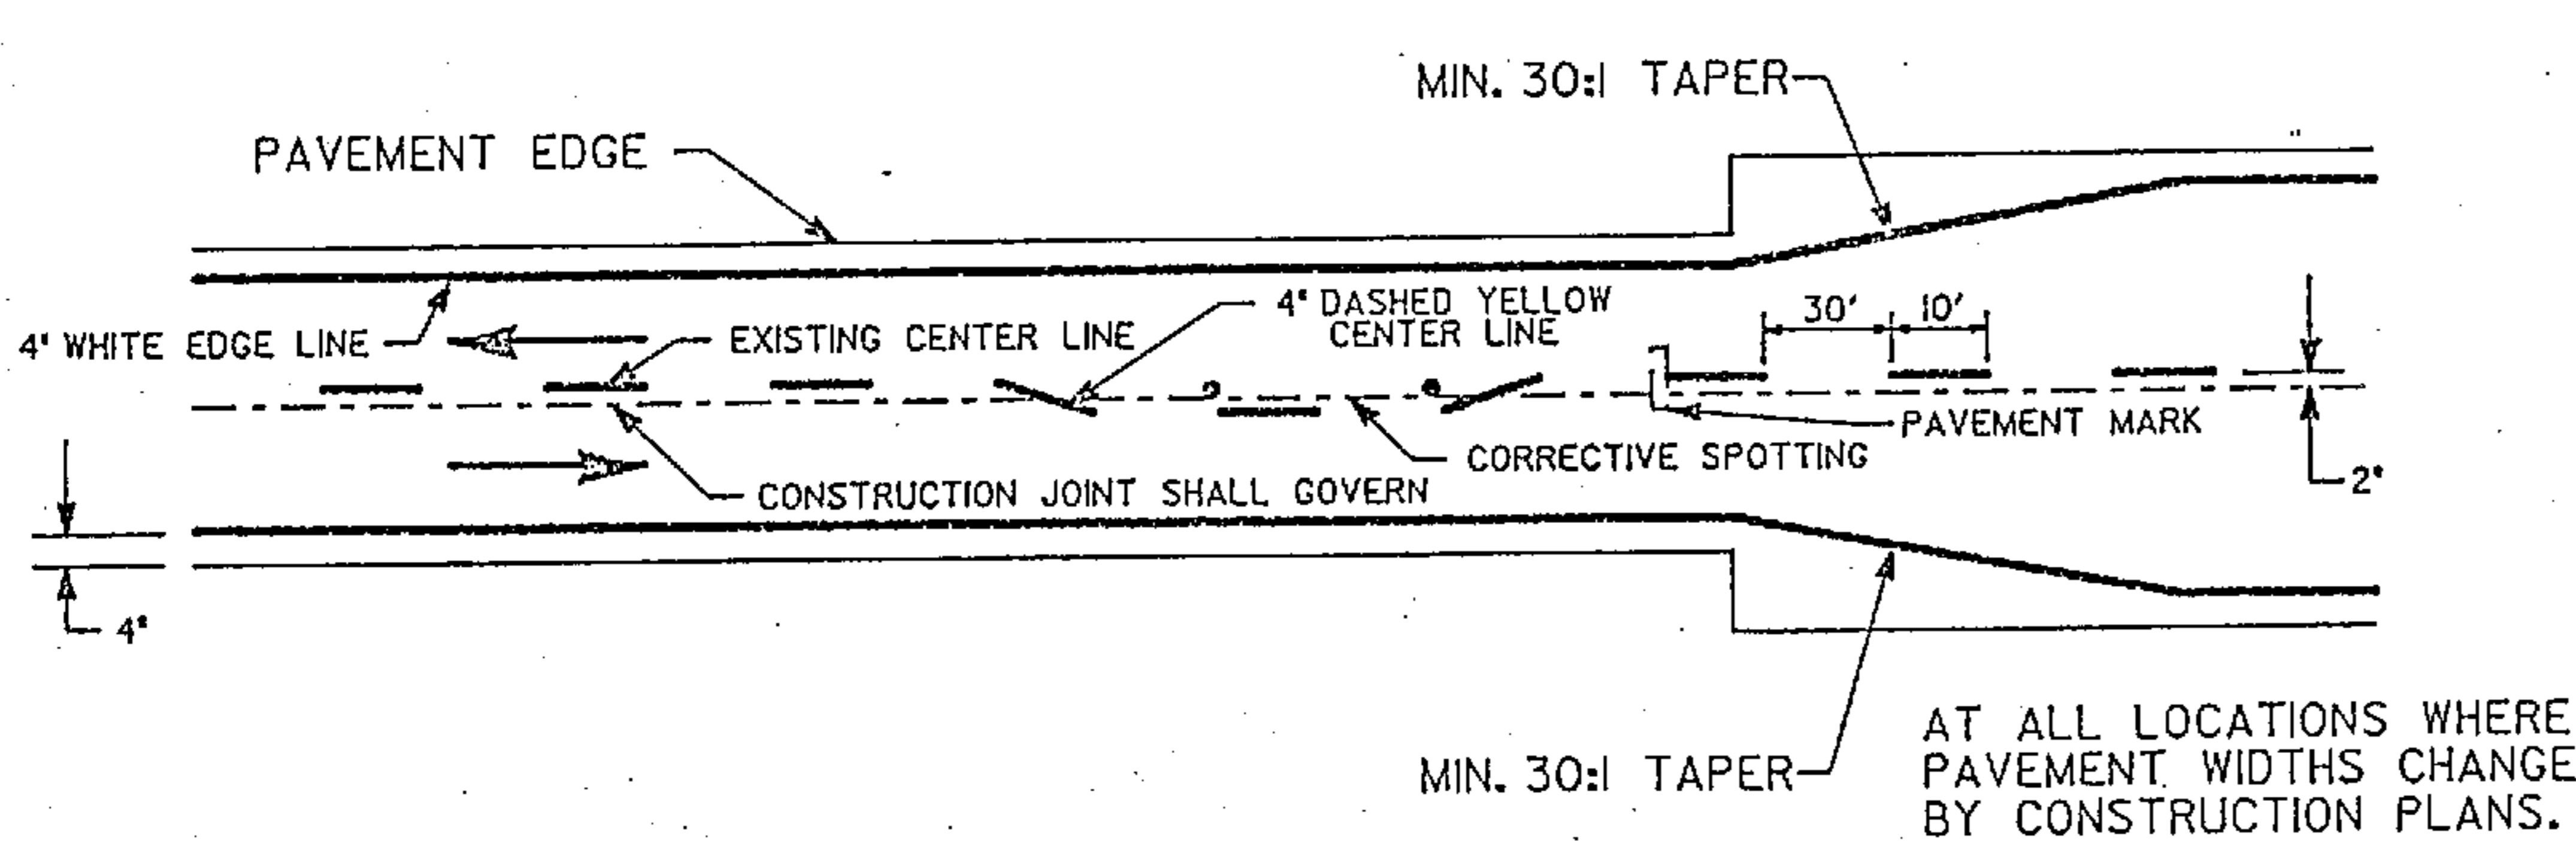 MIN. 30:1 TAPER
PAVEMENT EDGE
4" WHITE EDGE LINE
EXISTING CENTER LINE
4" DASHED YELLOW
CENTER LINE
30'
10'
PAVEMENT MARK
CORRECTIVE SPOTTING
CONSTRUCTION JOINT SHALL GOVERN
2"
4"
MIN. 30:1 TAPER
AT ALL LOCATIONS WHERE
PAVEMENT WIDTHS CHANGE
BY CONSTRUCTION PLANS.